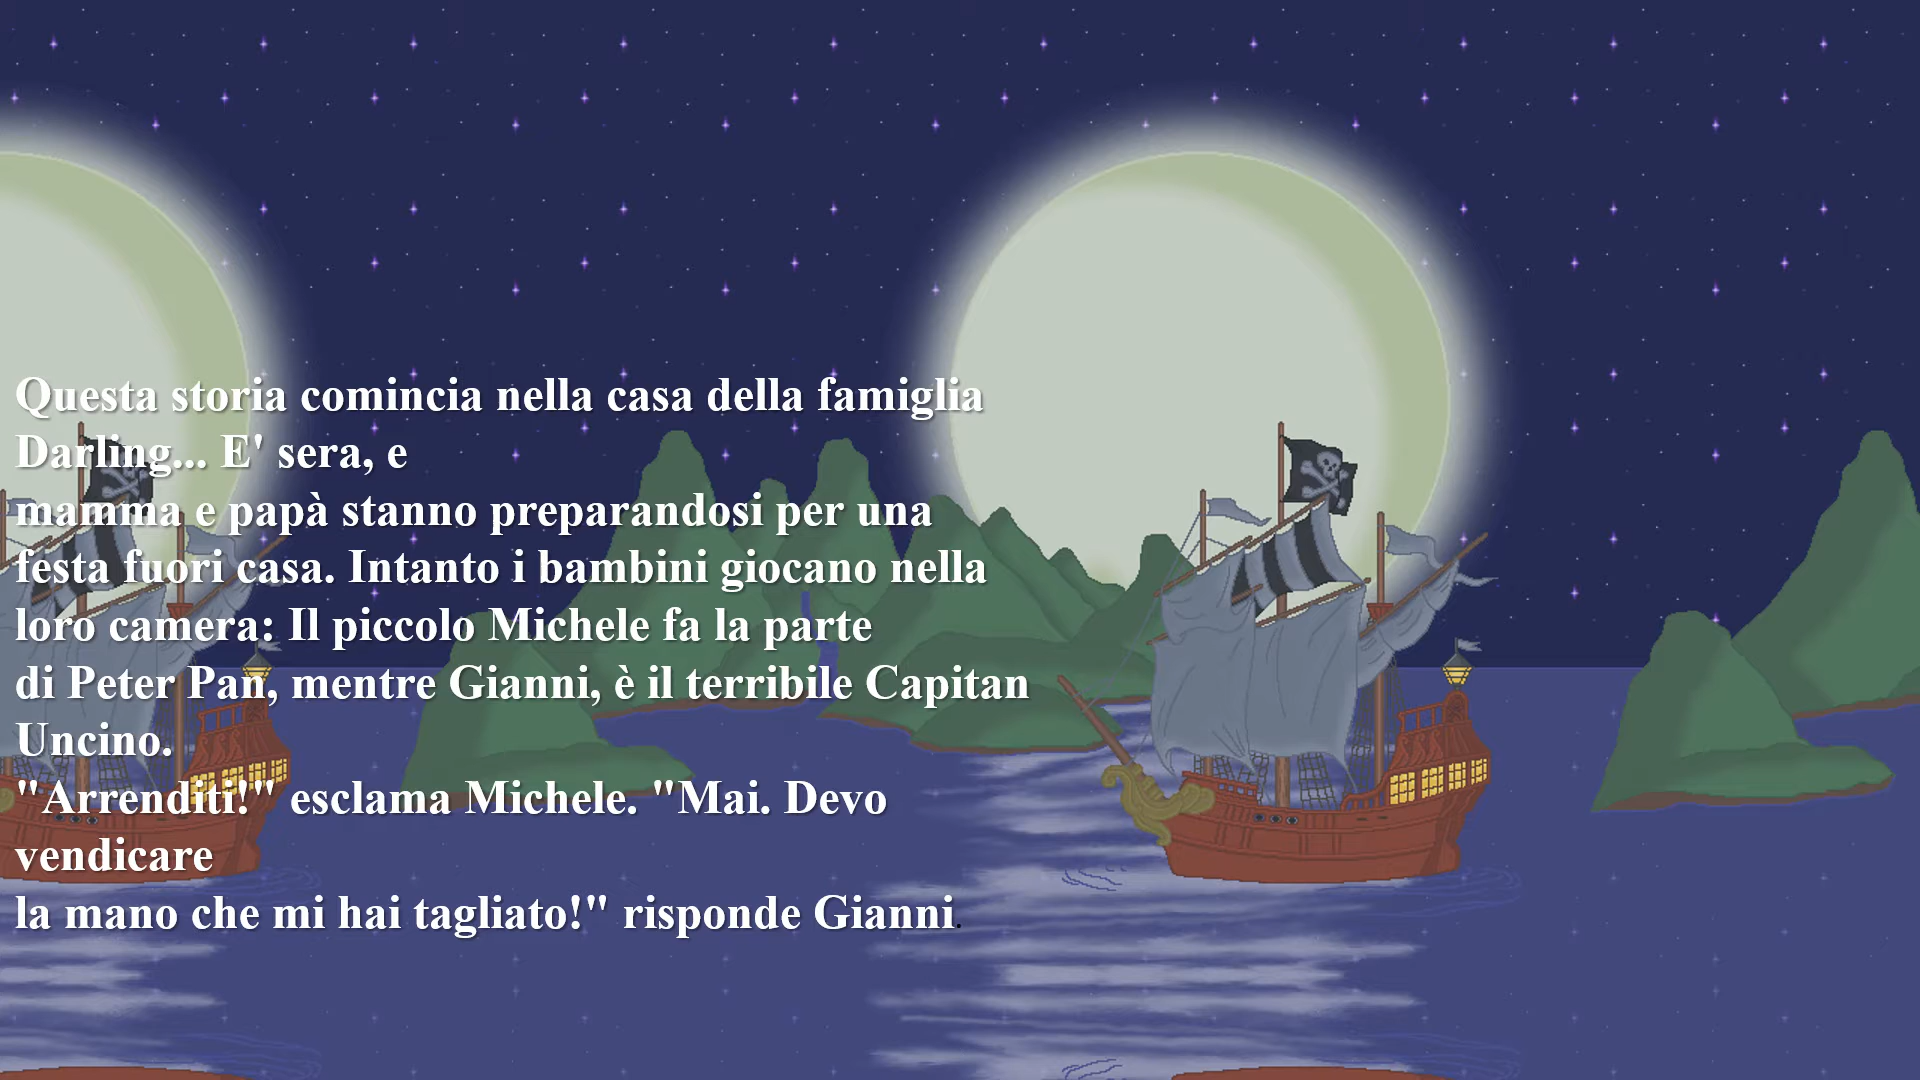 Questa storia comincia nella casa della famiglia
Darling... E' sera, e
mamma e papà stanno preparandosi per una
festa fuori casa. Intanto i bambini giocano nella
loro camera: Il piccolo Michele fa la parte
di Peter Pan, mentre Gianni, è il terribile Capitan
Uncino.
"Arrenditi!" esclama Michele. "Mai. Devo
vendicare
la mano che mi hai tagliato!" risponde Gianni.